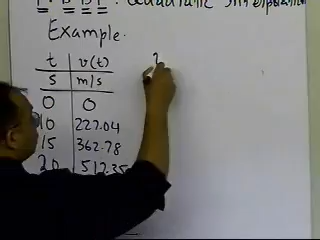 Quadratic Interpolation
Example.
t v(t)
s m/s
0 0
10 227.04
15 362.78
20 517.35